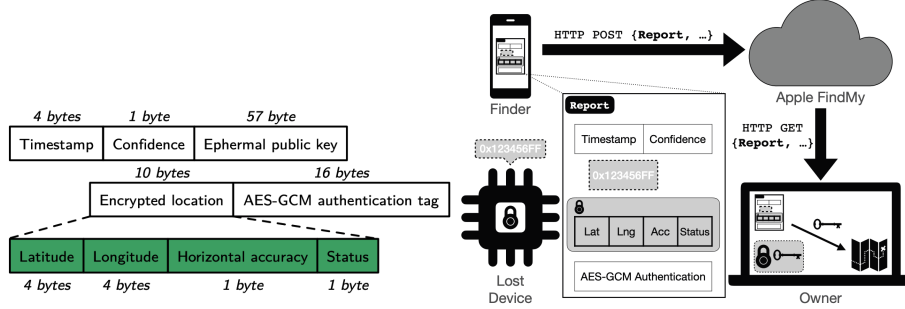 4 bytes 1 byte 57 byte
Timestamp Confidence Ephermal public key
10 bytes 16 bytes
Encrypted location AES-GCM authentication tag
Latitude Longitude Horizontal accuracy Status
4 bytes 4 bytes 1 byte 1 byte
HTTP POST {Report, …}
Finder
Apple FindMy
HTTP GET
{Report, …}
Report
Timestamp Confidence
0x123456FF
0x123456FF
Lat Lng Acc Status
AES-GCM Authentication
Lost
Device
Owner